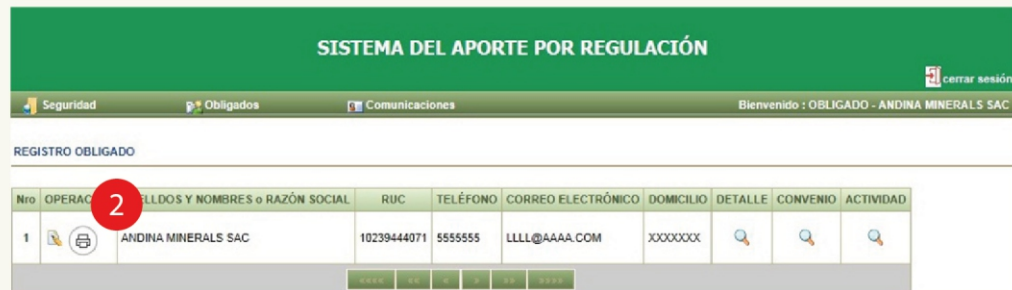 SISTEMA DEL APORTE POR REGULACIÓN
cerrar sesión
Seguridad Obligados Comunicaciones Bienvenido : OBLIGADO - ANDINA MINERALS SAC
REGISTRO OBLIGADO
Nro OPERAC 2 ELLDOS Y NOMBRES o RAZÓN SOCIAL RUC TELÉFONO CORREO ELECTRÓNICO DOMICILIO DETALLE CONVENIO ACTIVIDAD
1 ANDINA MINERALS SAC 10239444071 5555555 LLLL@AAAA.COM XXXXXXX
<<<< << < > >> >>>>